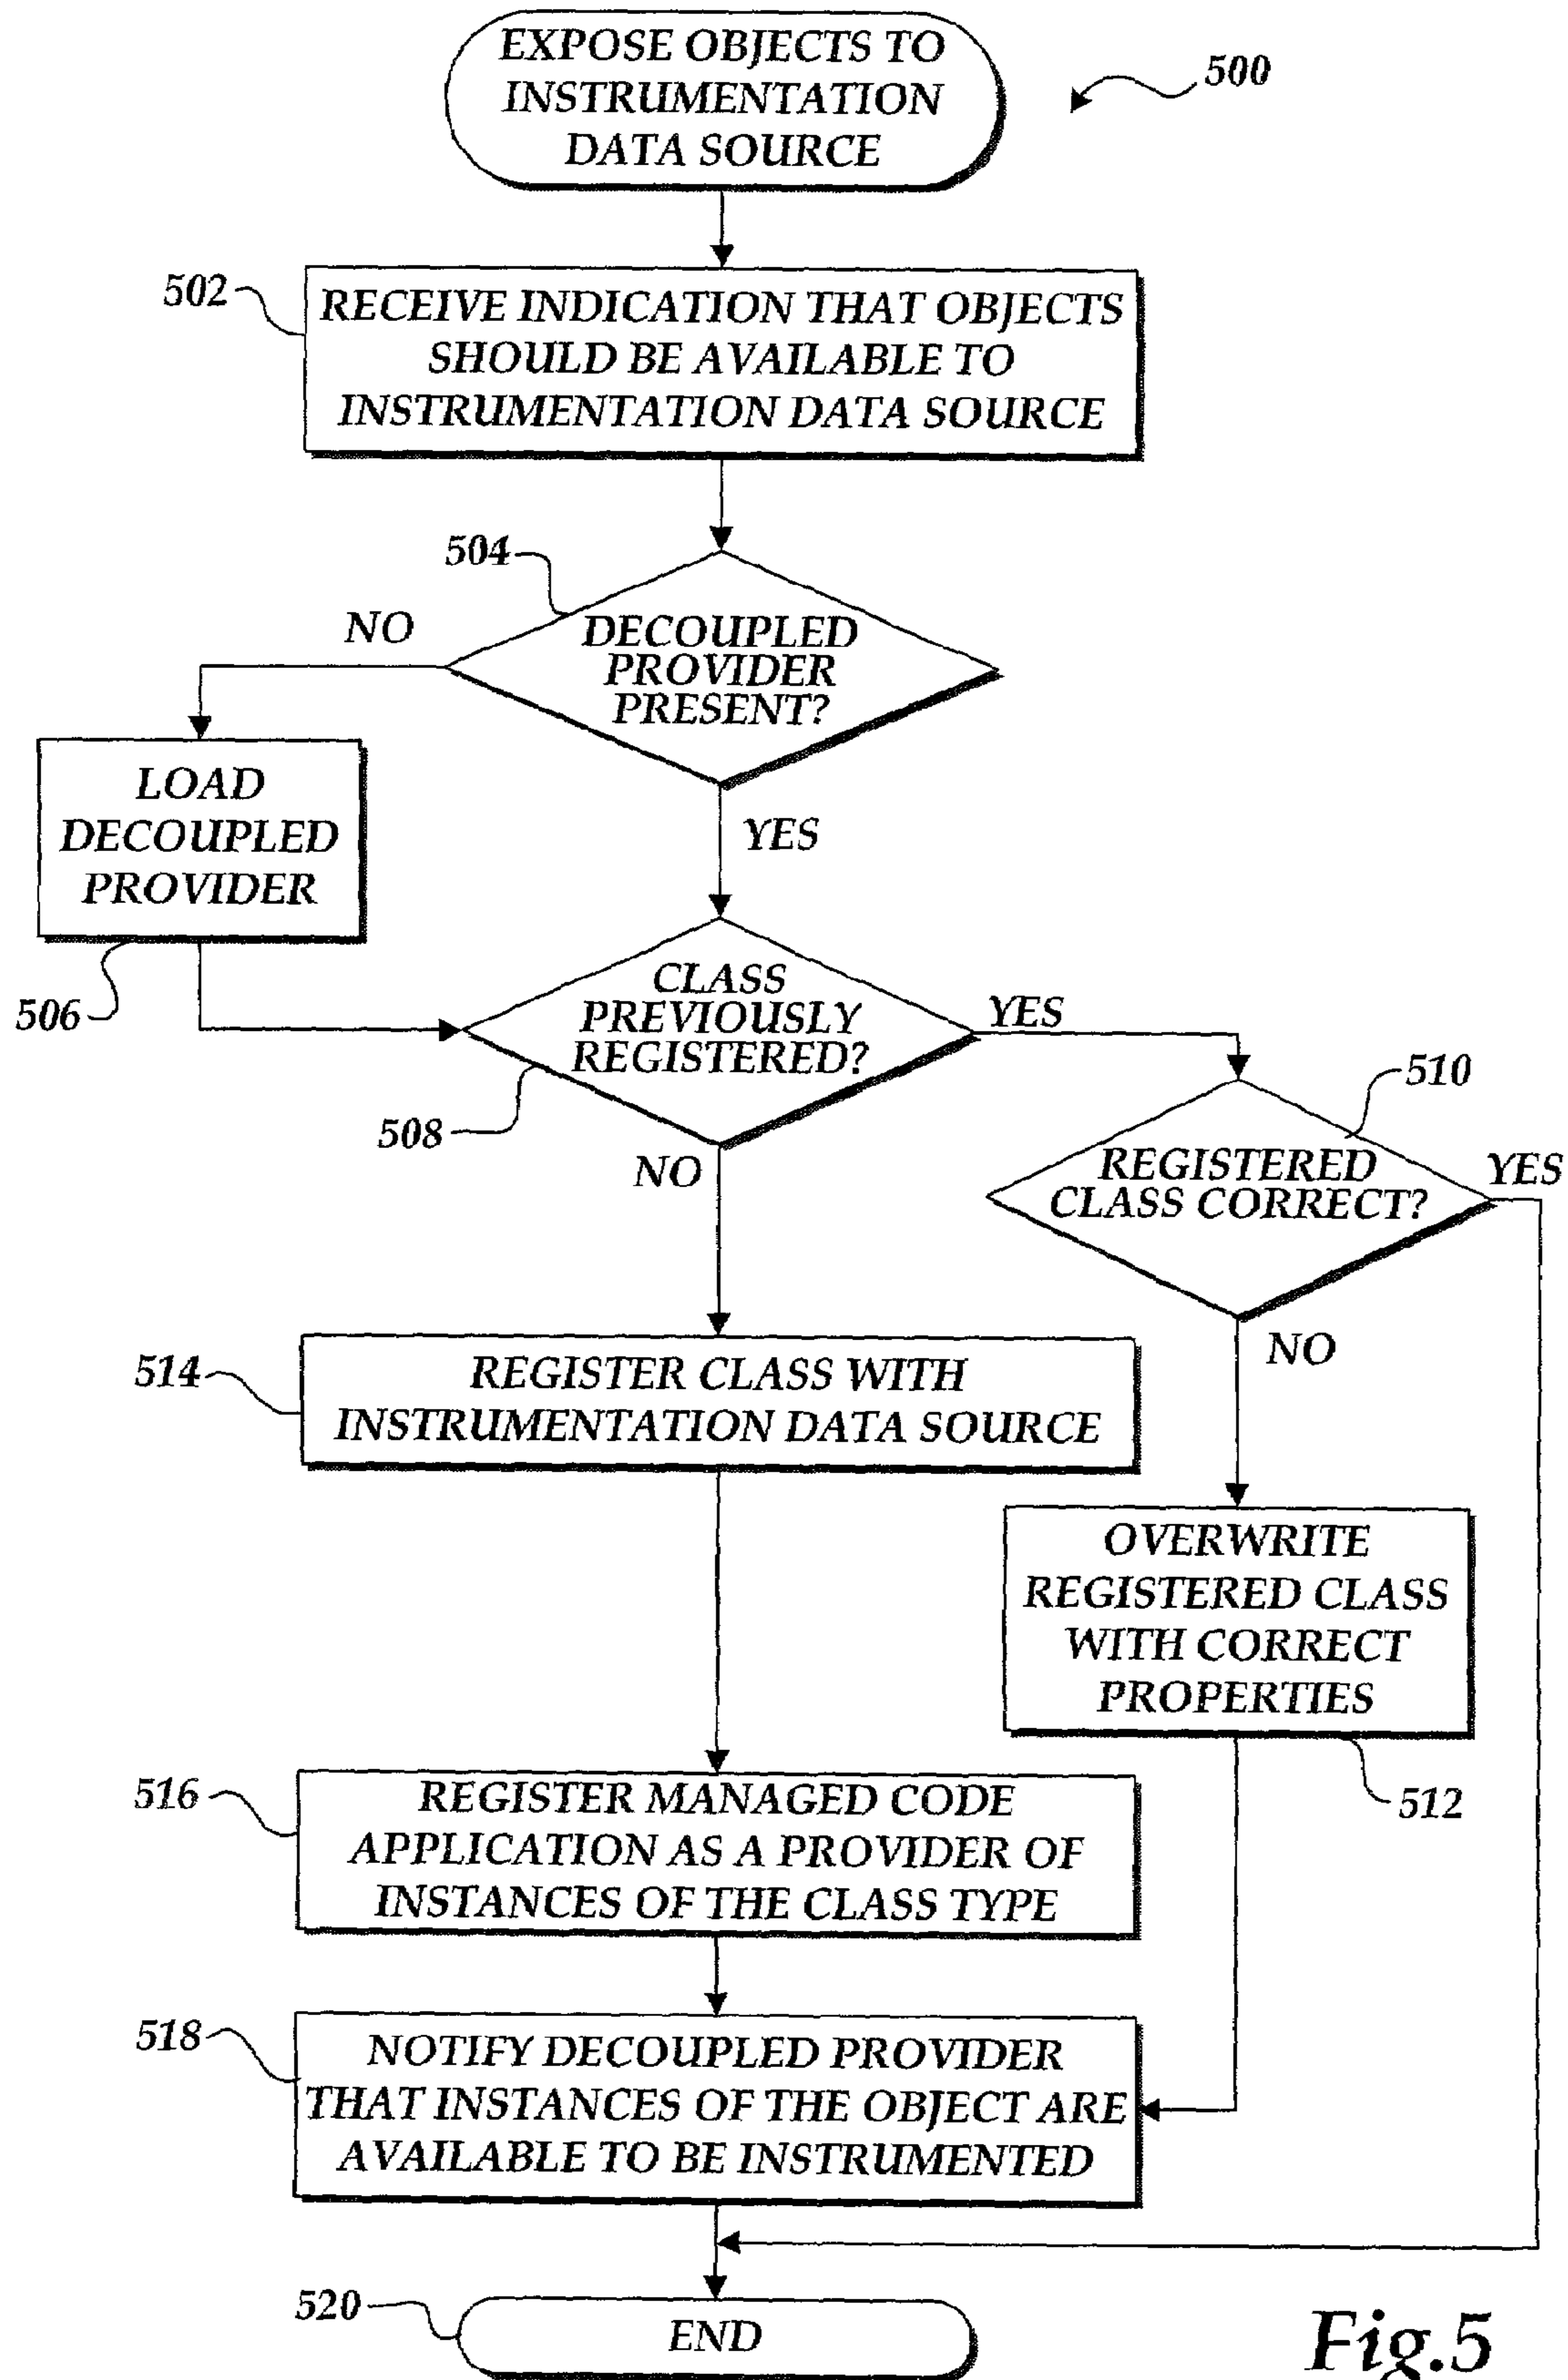 EXPOSE OBJECTS TO
INSTRUMENTATION
DATA SOURCE
500
502
RECEIVE INDICATION THAT OBJECTS
SHOULD BE AVAILABLE TO
INSTRUMENTATION DATA SOURCE
504
NO
DECOUPLED
PROVIDER
PRESENT?
LOAD
DECOUPLED
PROVIDER
YES
506
CLASS
PREVIOUSLY
REGISTERED?
YES
508
NO
510
REGISTERED
CLASS CORRECT?
YES
NO
514
REGISTER CLASS WITH
INSTRUMENTATION DATA SOURCE
OVERWRITE
REGISTERED CLASS
WITH CORRECT
PROPERTIES
512
516
REGISTER MANAGED CODE
APPLICATION AS A PROVIDER OF
INSTANCES OF THE CLASS TYPE
518
NOTIFY DECOUPLED PROVIDER
THAT INSTANCES OF THE OBJECT ARE
AVAILABLE TO BE INSTRUMENTED
520
END
Fig.5